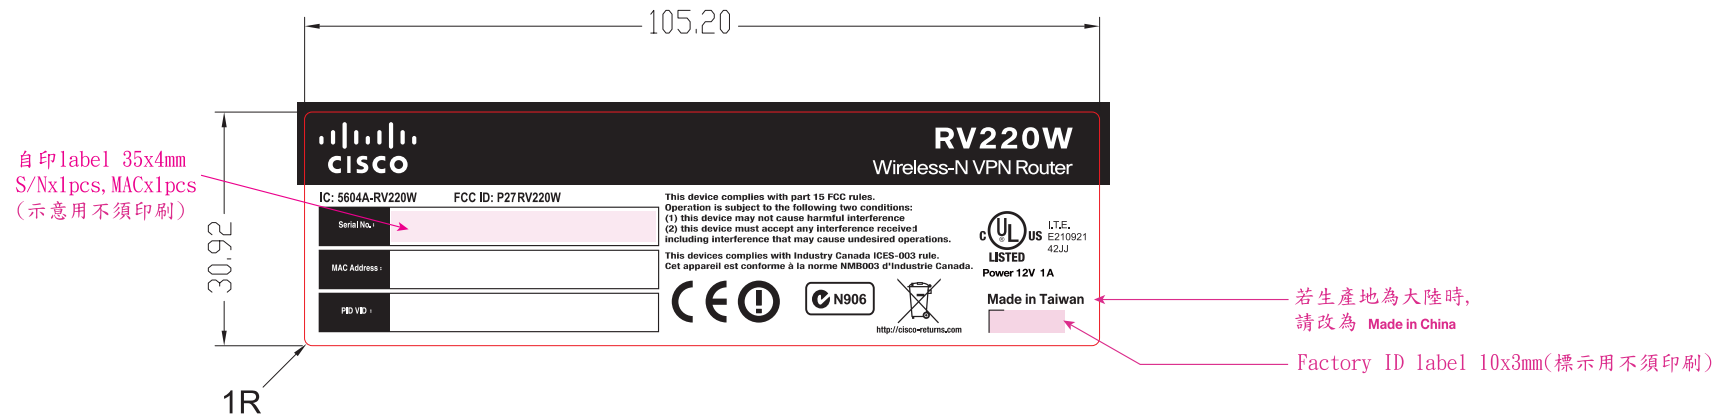 105.20
30.92
自印label 35x4mm
S/Nx1pcs,MACx1pcs
(示意用不須印刷)
CISCO
RV220W
Wireless-N VPN Router
IC: 5604A-RV220W
FCC ID: P27RV220W
Serial No. :
MAC Address :
PID VID :
This device complies with part 15 FCC rules.
Operation is subject to the following two conditions:
(1) this device may not cause harmful interference
(2) this device must accept any interference received
including interference that may cause undesired operations.
This devices complies with Industry Canada ICES-003 rule.
Cet appareil est conforme à la norme NMB003 d'Industrie Canada.
CE
N906
http://cisco-returns.com
C UL US
LISTED
I.T.E.
E210921
42JJ
Power 12V 1A
Made in Taiwan
若生產地為大陸時,
請改為 Made in China
Factory ID label 10x3mm(標示用不須印刷)
1R